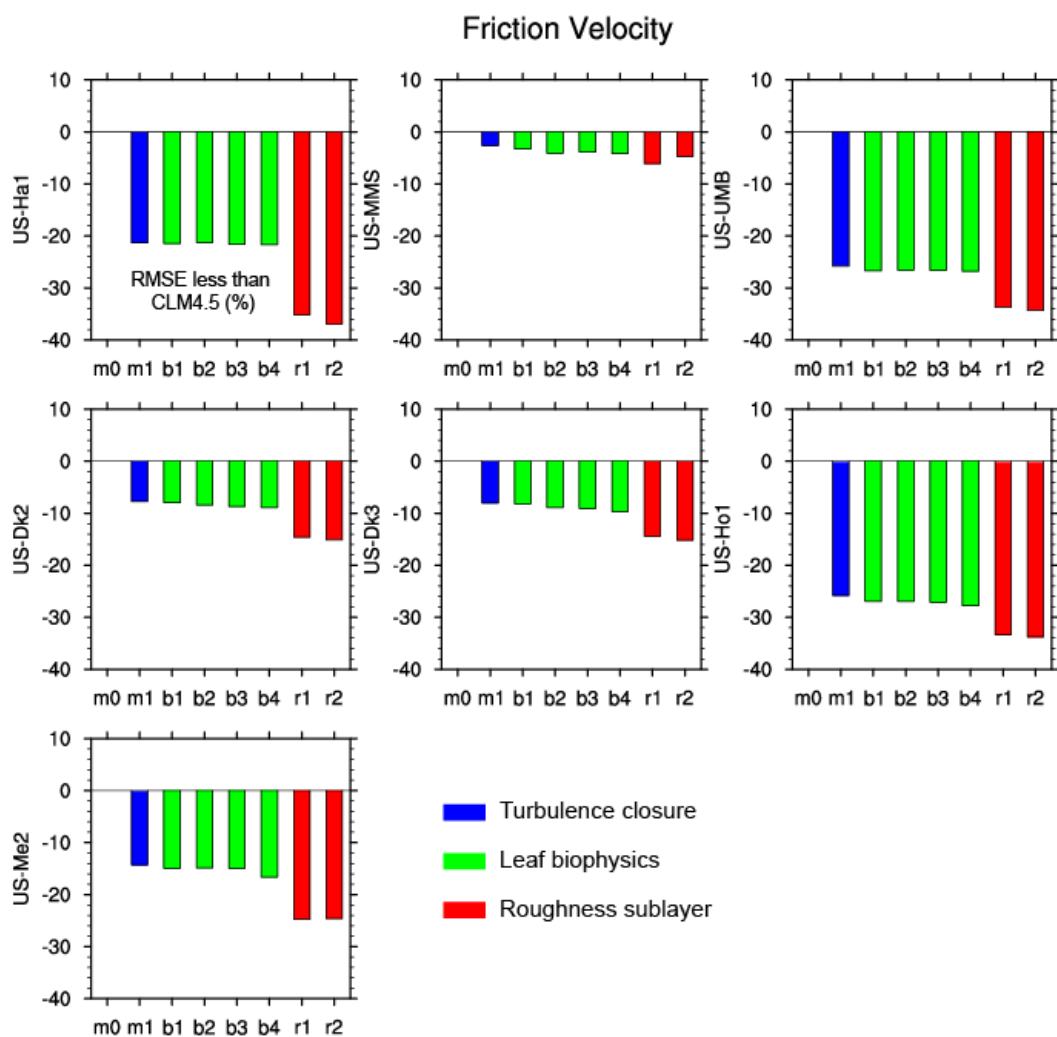 Friction Velocity
US-Ha1
10
0
-10
-20
-30
-40
RMSE less than
CLM4.5 (%)
m0 m1 b1 b2 b3 b4 r1 r2
US-MMS
10
0
-10
-20
-30
-40
m0 m1 b1 b2 b3 b4 r1 r2
US-UMB
10
0
-10
-20
-30
-40
m0 m1 b1 b2 b3 b4 r1 r2
US-Dk2
10
0
-10
-20
-30
-40
m0 m1 b1 b2 b3 b4 r1 r2
US-Dk3
10
0
-10
-20
-30
-40
m0 m1 b1 b2 b3 b4 r1 r2
US-Ho1
10
0
-10
-20
-30
-40
m0 m1 b1 b2 b3 b4 r1 r2
US-Me2
10
0
-10
-20
-30
-40
m0 m1 b1 b2 b3 b4 r1 r2
Turbulence closure
Leaf biophysics
Roughness sublayer